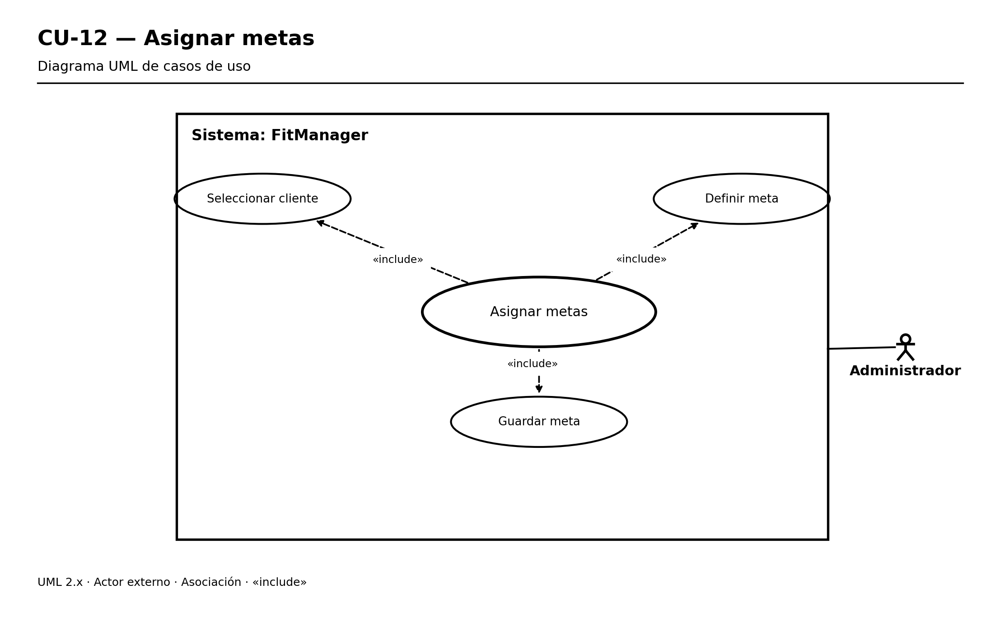 CU-12 — Asignar metas
Diagrama UML de casos de uso
Sistema: FitManager
Seleccionar cliente
Definir meta
«include»
«include»
Asignar metas
«include»
Administrador
Guardar meta
UML 2.x · Actor externo · Asociación · «include»